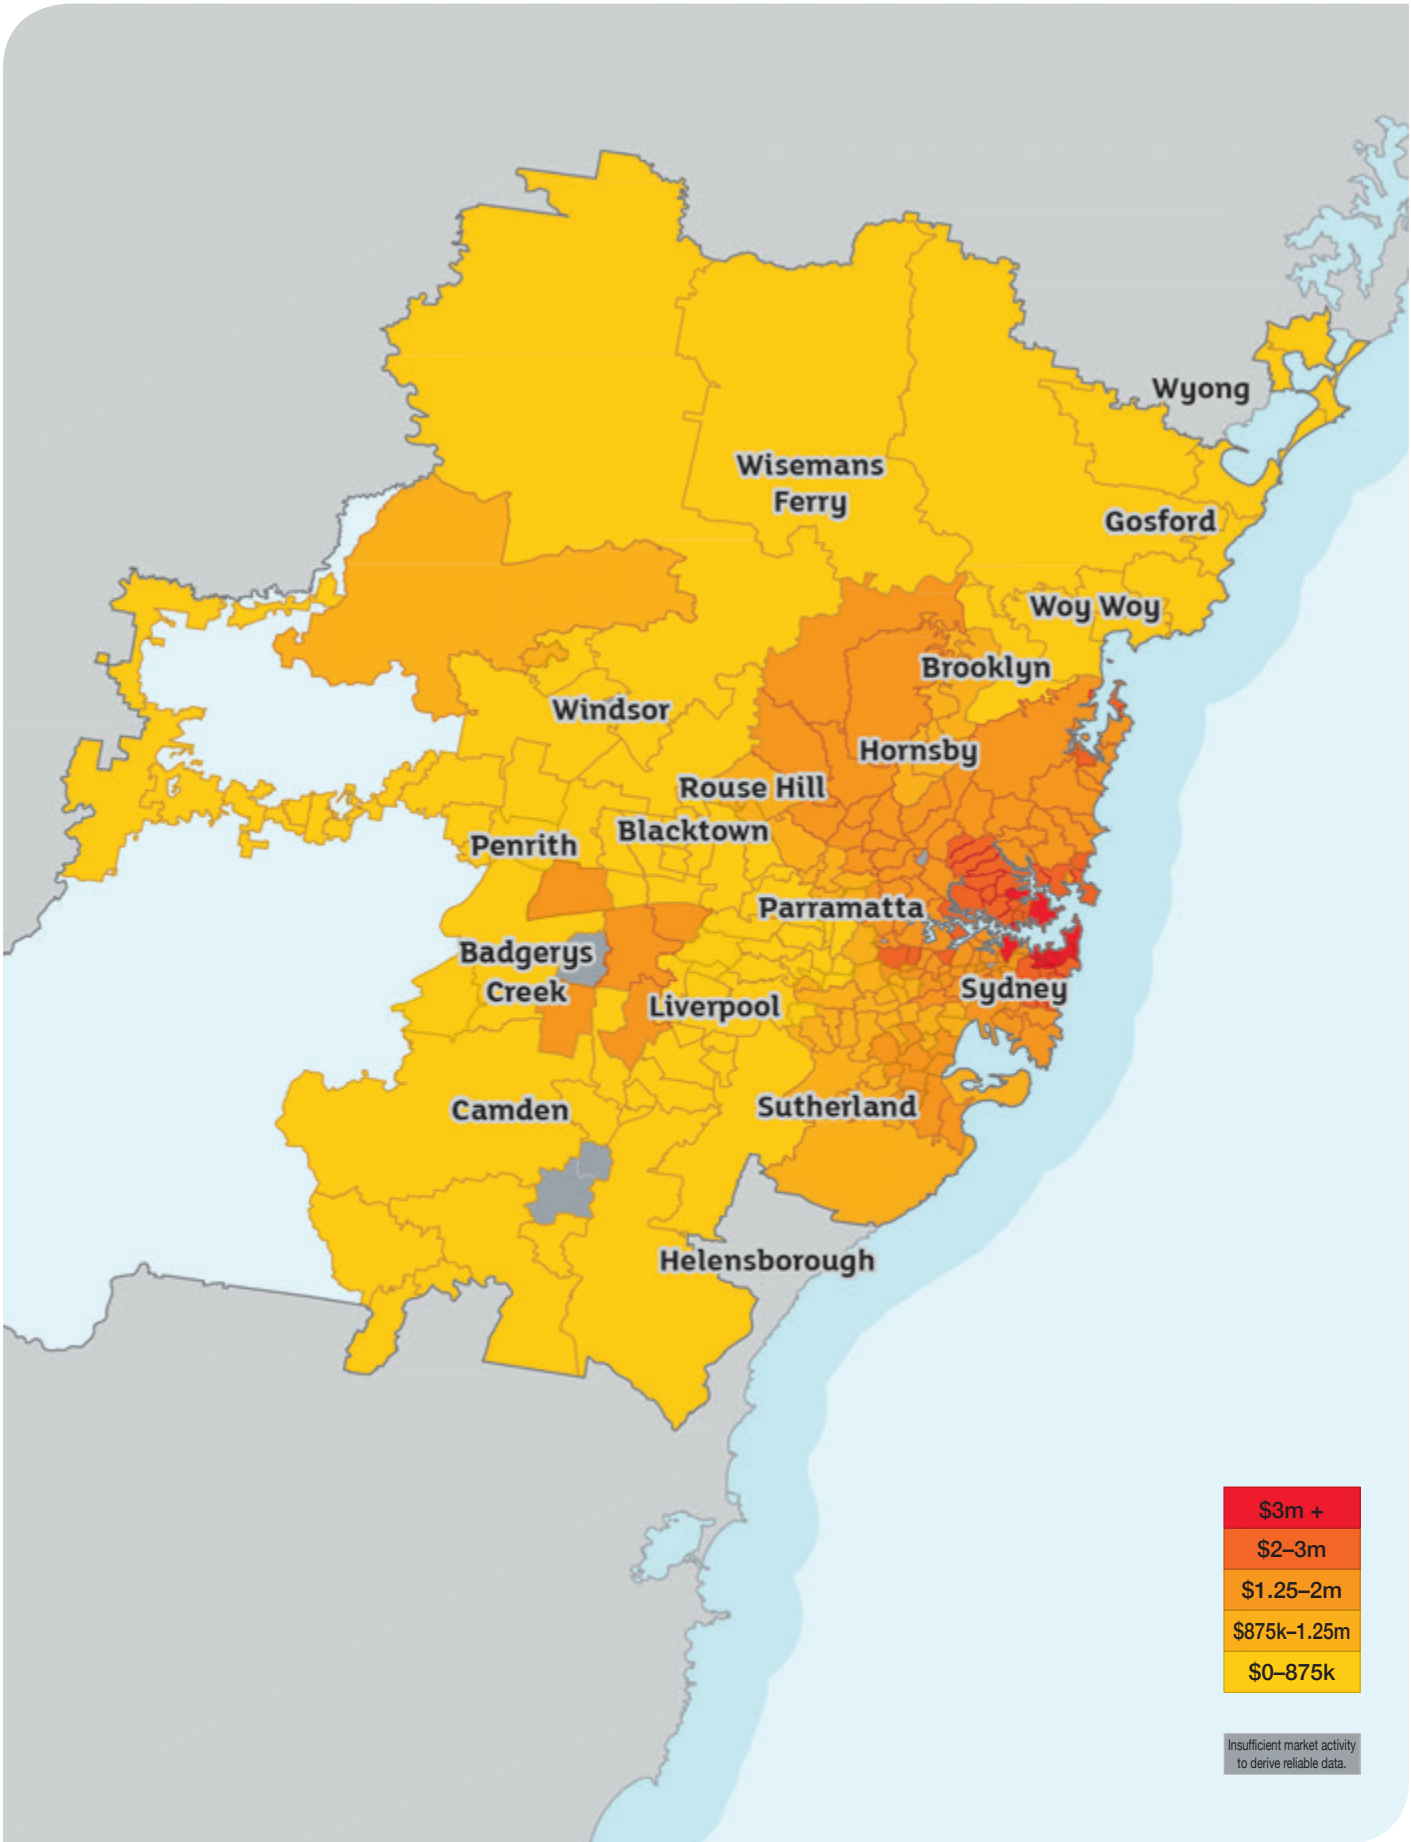 Wyong
Wisemans
Ferry
Gosford
Woy Woy
Brooklyn
Windsor
Hornsby
Rouse Hill
Blacktown
Penrith
Parramatta
Badgerys
Creek
Sydney
Liverpool
Camden
Sutherland
Helensborough
$3m +
$2–3m
$1.25–2m
$875k–1.25m
$0–875k
Insufficient market activity
to derive reliable data.